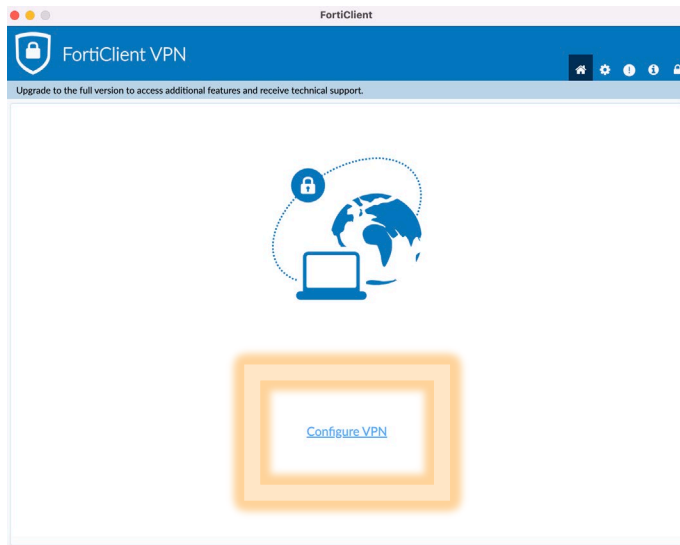 FortiClient
FortiClient VPN
Upgrade to the full version to access additional features and receive technical support.
Configure VPN